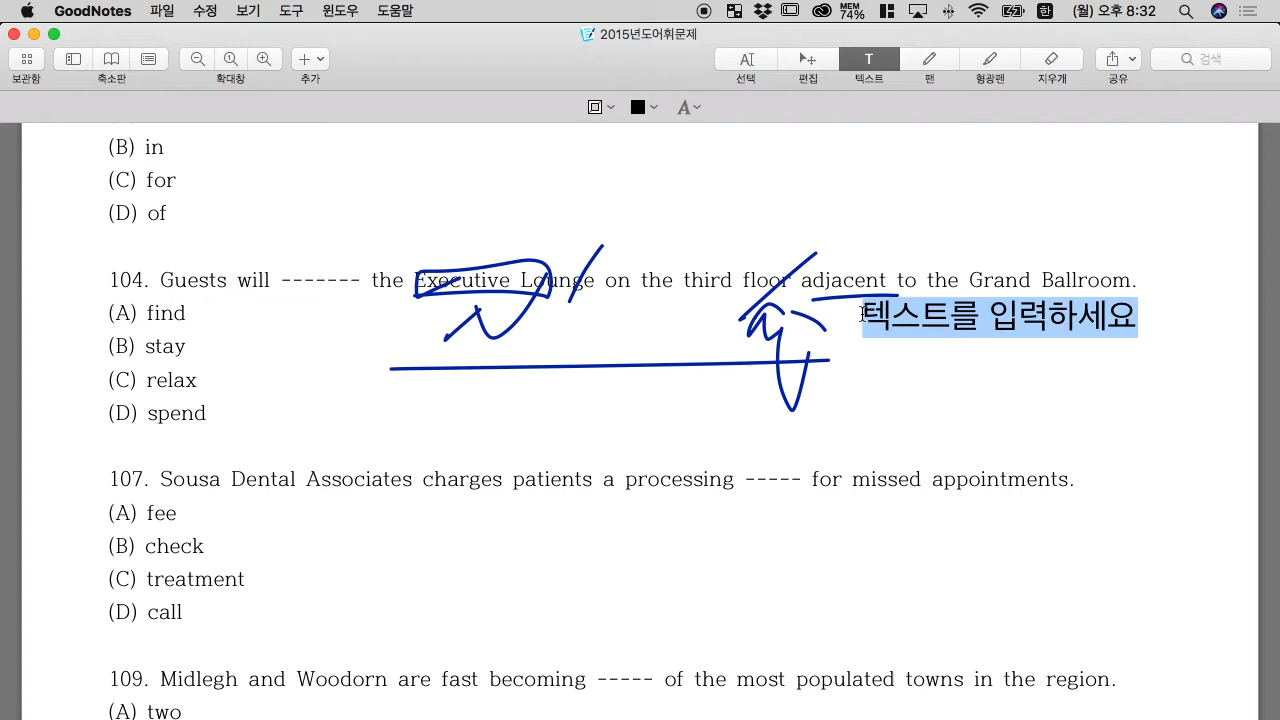 GoodNotes 파일 수정 보기 도구 윈도우 도움말 MEM 74% 한 (월) 오후 8:32
2015년도어휘문제
보관함 축소판 확대창 추가 선택 편집 텍스트 펜 형광펜 지우개 공유 검색
(B) in
(C) for
(D) of
104. Guests will ------- the Executive Lounge on the third floor adjacent to the Grand Ballroom.
(A) find
텍스트를 입력하세요
(B) stay
(C) relax
(D) spend
107. Sousa Dental Associates charges patients a processing ----- for missed appointments.
(A) fee
(B) check
(C) treatment
(D) call
109. Midlegh and Woodorn are fast becoming ----- of the most populated towns in the region.
(A) two